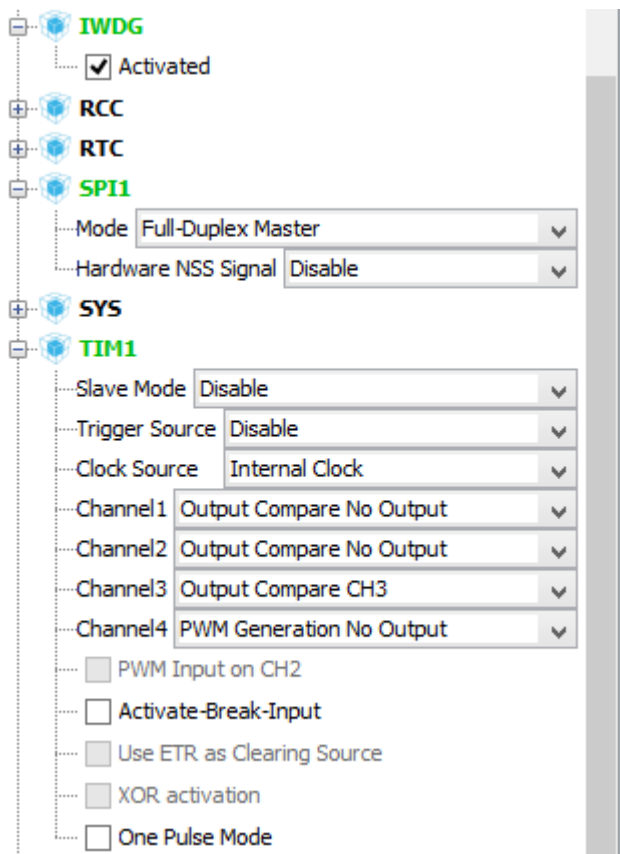 IWDG
Activated
RCC
RTC
SPI1
Mode Full-Duplex Master
Hardware NSS Signal Disable
SYS
TIM1
Slave Mode Disable
Trigger Source Disable
Clock Source Internal Clock
Channel1 Output Compare No Output
Channel2 Output Compare No Output
Channel3 Output Compare CH3
Channel4 PWM Generation No Output
PWM Input on CH2
Activate-Break-Input
Use ETR as Clearing Source
XOR activation
One Pulse Mode